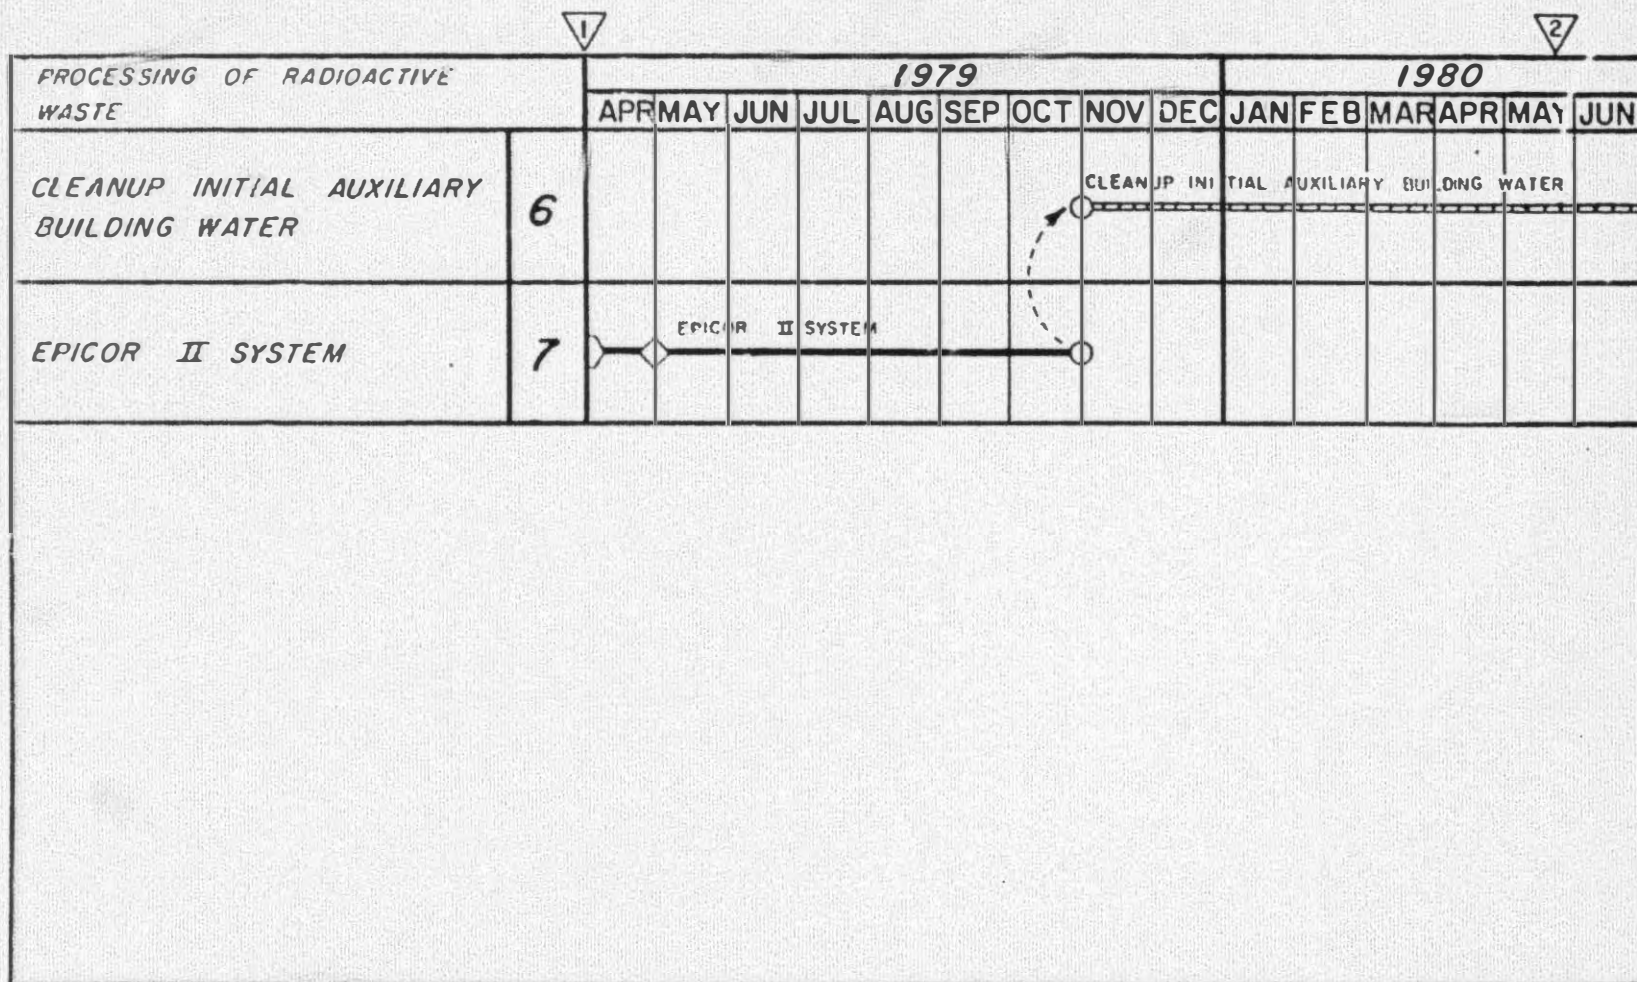 1 2
PROCESSING OF RADIOACTIVE
WASTE
1979 1980
APR MAY JUN JUL AUG SEP OCT NOV DEC JAN FEB MAR APR MAY JUN
CLEANUP INITIAL AUXILIARY
BUILDING WATER
6
CLEANUP INITIAL AUXILIARY BUILDING WATER
EPICOR II SYSTEM
7
EPICOR II SYSTEM